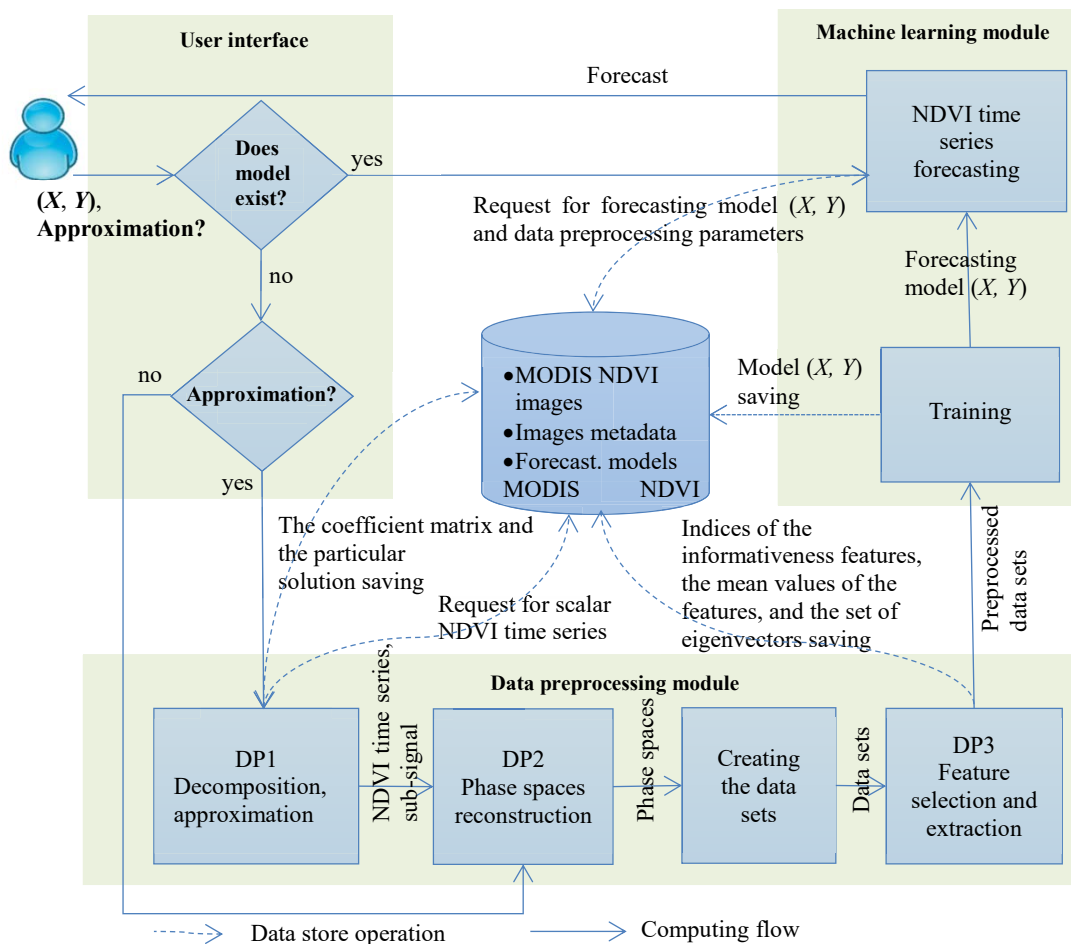 User interface
Machine learning module
Forecast
NDVI time
series
forecasting
Does
model
exist?
yes
(X, Y),
Approximation?
Request for forecasting model (X, Y)
and data preprocessing parameters
no
Forecasting
model (X, Y)
no
Approximation?
•MODIS NDVI
images
•Images metadata
•Forecast. models
MODIS NDVI
Model (X, Y)
saving
Training
yes
The coefficient matrix and
the particular
solution saving
Indices of the
informativeness features,
the mean values of the
features, and the set of
eigenvectors saving
Preprocessed
data sets
Request for scalar
NDVI time series
Data preprocessing module
DP1
Decomposition,
approximation
NDVI time series,
sub-signal
DP2
Phase spaces
reconstruction
Phase spaces
Creating
the data
sets
Data sets
DP3
Feature
selection and
extraction
Data store operation
Computing flow